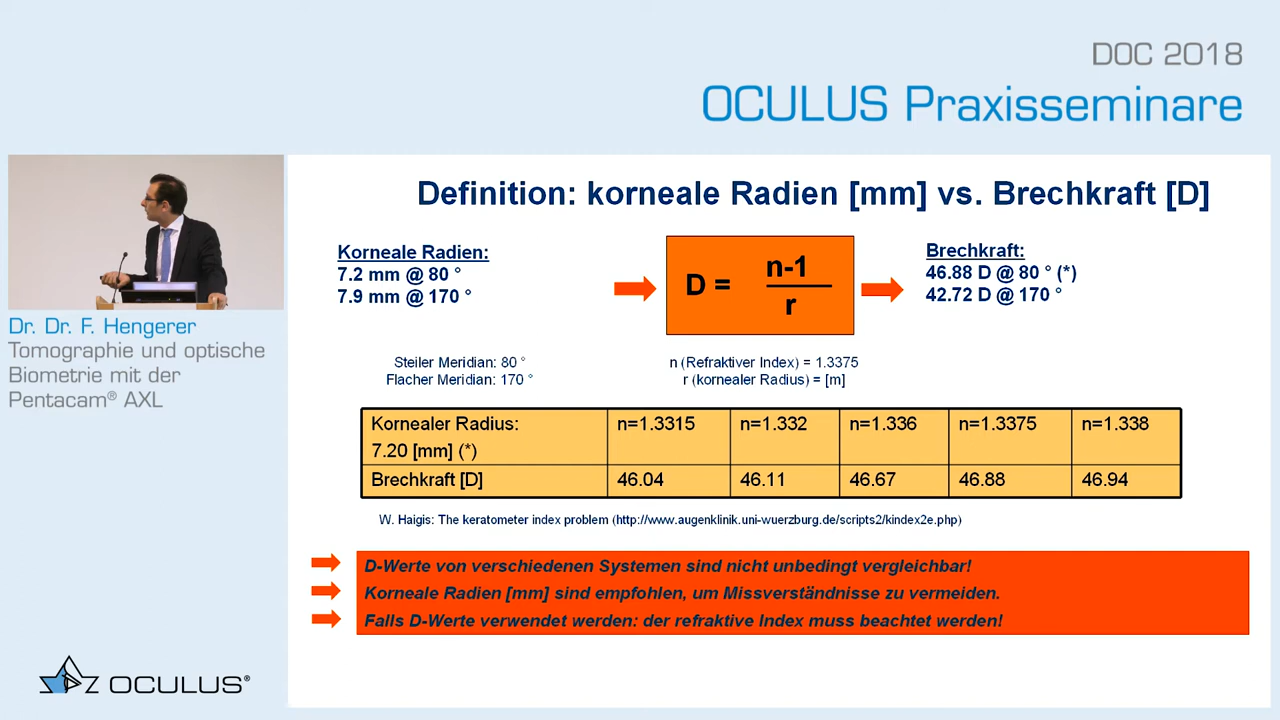 DOC 2018
OCULUS Praxisseminare
Dr. Dr. F. Hengerer
Tomographie und optische
Biometrie mit der
Pentacam® AXL
OCULUS®
Definition: korneale Radien [mm] vs. Brechkraft [D]
Korneale Radien:
7.2 mm @ 80 °
7.9 mm @ 170 °
D = n-1
r
Brechkraft:
46.88 D @ 80 ° (*)
42.72 D @ 170 °
Steiler Meridian: 80 °
Flacher Meridian: 170 °
n (Refraktiver Index) = 1.3375
r (kornealer Radius) = [m]
Kornealer Radius: n=1.3315 n=1.332 n=1.336 n=1.3375 n=1.338
7.20 [mm] (*)
Brechkraft [D] 46.04 46.11 46.67 46.88 46.94
W. Haigis: The keratometer index problem (http://www.augenklinik.uni-wuerzburg.de/scripts2/kindex2e.php)
D-Werte von verschiedenen Systemen sind nicht unbedingt vergleichbar!
Korneale Radien [mm] sind empfohlen, um Missverständnisse zu vermeiden.
Falls D-Werte verwendet werden: der refraktive Index muss beachtet werden!